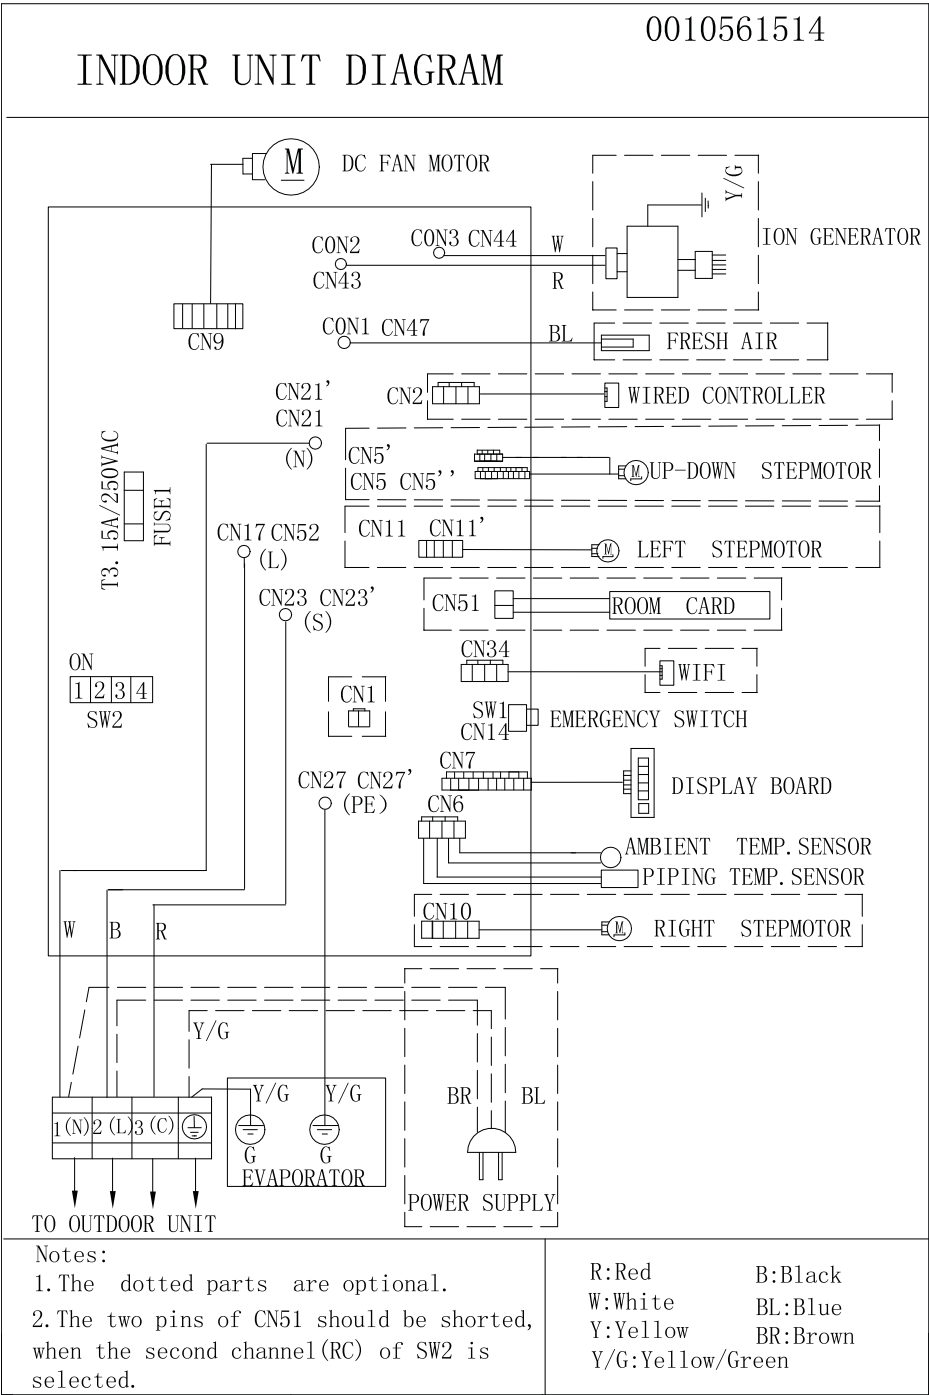 0010561514
INDOOR UNIT DIAGRAM
M
DC FAN MOTOR
Y/G
ION GENERATOR
CON3 CN44
W
CON2
CN43
R
CN9
CON1 CN47
BL
FRESH AIR
CN21'
CN21
(N)
CN2
WIRED CONTROLLER
CN5'
CN5 CN5''
M
UP-DOWN STEPMOTOR
T3.15A/250VAC
FUSE1
CN17 CN52
(L)
CN11 CN11'
M
LEFT STEPMOTOR
CN23 CN23'
(S)
CN51
ROOM CARD
ON
1 2 3 4
SW2
CN34
WIFI
CN1
SW1
CN14
EMERGENCY SWITCH
CN27 CN27'
(PE)
CN7
DISPLAY BOARD
CN6
AMBIENT TEMP.SENSOR
PIPING TEMP.SENSOR
CN10
M
RIGHT STEPMOTOR
W
B
R
Y/G
Y/G
Y/G
BR
BL
1(N)
2(L)
3(C)
G
G
EVAPORATOR
POWER SUPPLY
TO OUTDOOR UNIT
Notes:
1.The dotted parts are optional.
2.The two pins of CN51 should be shorted,
when the second channel(RC) of SW2 is
selected.
R:Red
B:Black
W:White
BL:Blue
Y:Yellow
BR:Brown
Y/G:Yellow/Green